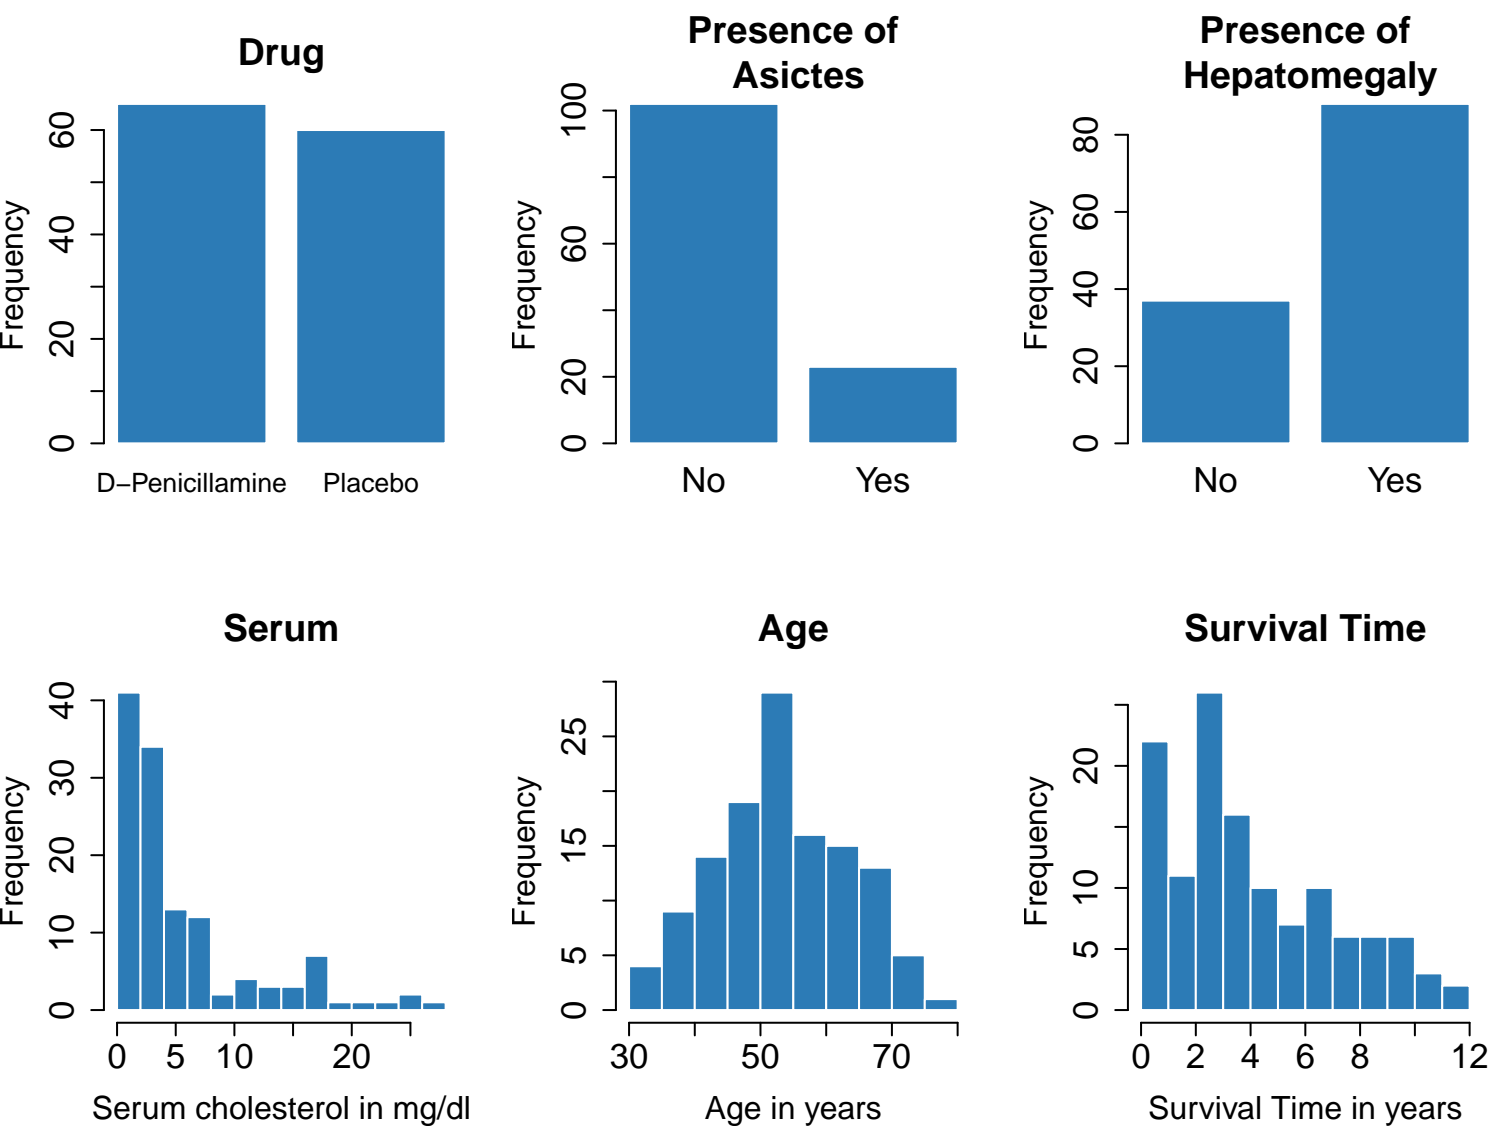 Drug
Frequency
0 20 40 60
D−Penicillamine Placebo
Presence of
Asictes
Frequency
0 20 60 100
No Yes
Presence of
Hepatomegaly
Frequency
0 20 40 60 80
No Yes
Serum
Frequency
0 10 20 30 40
0 5 10 20
Serum cholesterol in mg/dl
Age
Frequency
0 5 15 25
30 50 70
Age in years
Survival Time
Frequency
0 5 10 20
0 2 4 6 8 12
Survival Time in years